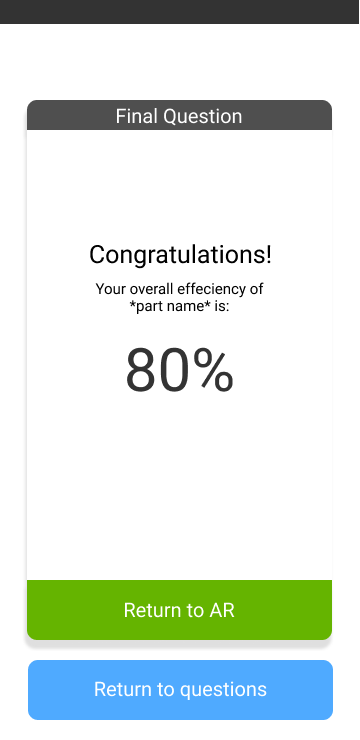 Final Question
Congratulations!
Your overall effeciency of
*part name* is:
80%
Return to AR
Return to questions